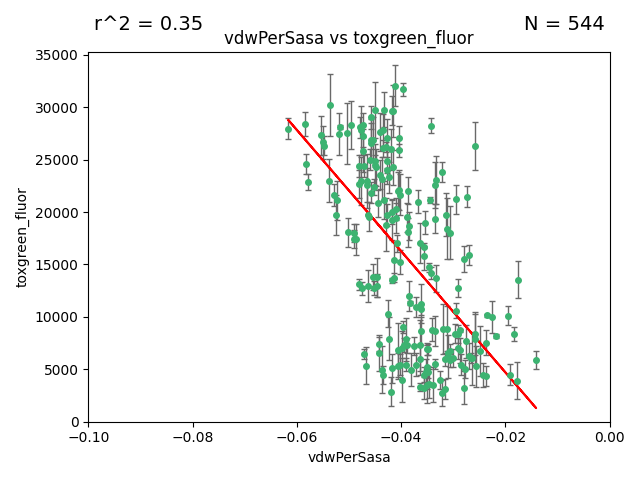 r^2 = 0.35
N = 544
vdwPerSasa vs toxgreen_fluor
35000
30000
25000
20000
15000
10000
5000
0
toxgreen_fluor
−0.10
−0.08
−0.06
−0.04
−0.02
0.00
vdwPerSasa